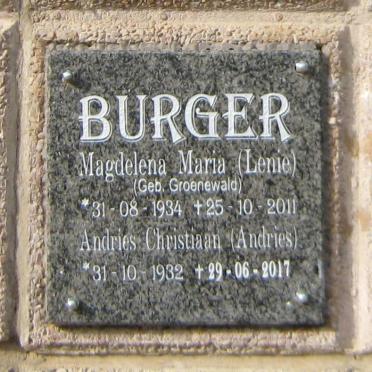 BURGER
Magdelena Maria (Lenie)
(Geb. Groenewald)
*31-08-1934 ✝25-10-2011
Andries Christiaan (Andries)
*31-10-1932 ✝29-06-2017